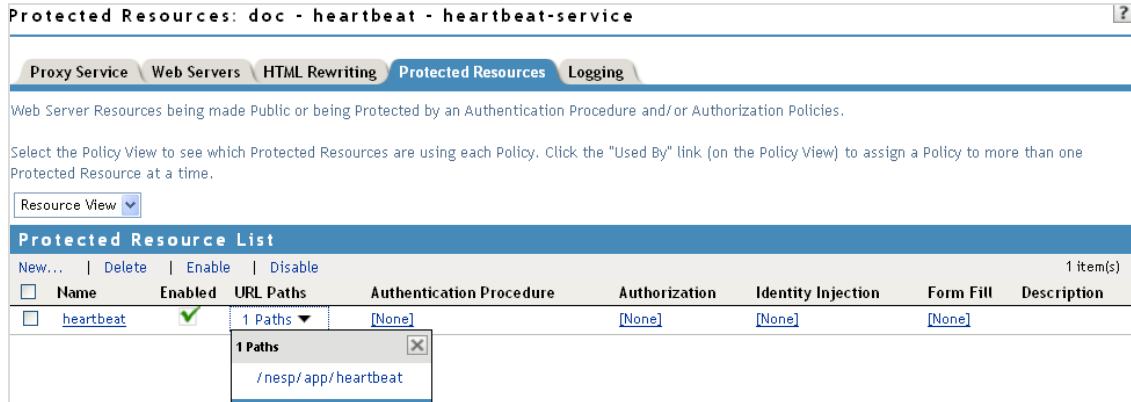 Protected Resources: doc - heartbeat - heartbeat-service
?
Proxy Service Web Servers HTML Rewriting Protected Resources Logging
Web Server Resources being made Public or being Protected by an Authentication Procedure and/or Authorization Policies.
Select the Policy View to see which Protected Resources are using each Policy. Click the "Used By" link (on the Policy View) to assign a Policy to more than one
Protected Resource at a time.
Resource View
Protected Resource List
New... | Delete | Enable | Disable 1 item(s)
Name Enabled URL Paths Authentication Procedure Authorization Identity Injection Form Fill Description
heartbeat 1 Paths [None] [None] [None] [None]
1 Paths
/nesp/app/heartbeat